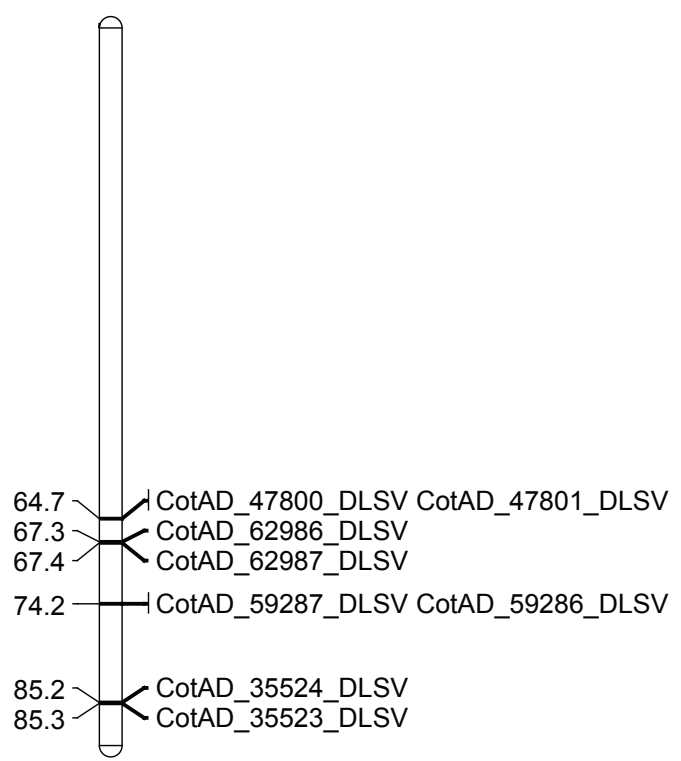 64.7 CotAD_47800_DLSV CotAD_47801_DLSV
67.3 CotAD_62986_DLSV
67.4 CotAD_62987_DLSV
74.2 CotAD_59287_DLSV CotAD_59286_DLSV
85.2 CotAD_35524_DLSV
85.3 CotAD_35523_DLSV